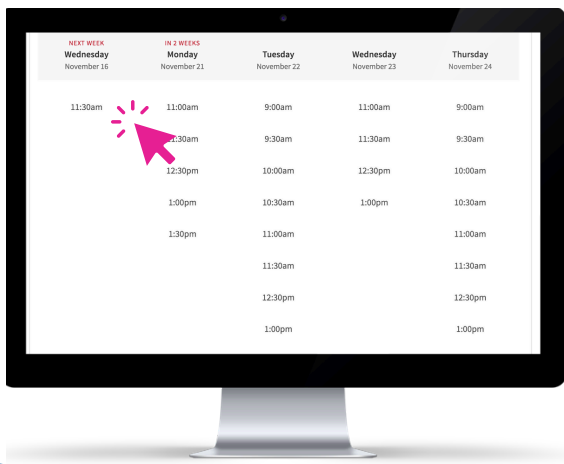 NEXT WEEK IN 2 WEEKS
Wednesday Monday Tuesday Wednesday Thursday
November 16 November 21 November 22 November 23 November 24
11:30am 11:00am 9:00am 11:00am 9:00am
11:30am 9:30am 11:30am 9:30am
12:30pm 10:00am 12:30pm 10:00am
1:00pm 10:30am 1:00pm 10:30am
1:30pm 11:00am 11:00am
11:30am 11:30am
12:30pm 12:30pm
1:00pm 1:00pm